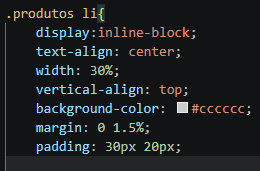 .produtos li{
display:inline-block;
text-align: center;
width: 30%;
vertical-align: top;
background-color: #cccccc;
margin: 0 1.5%;
padding: 30px 20px;